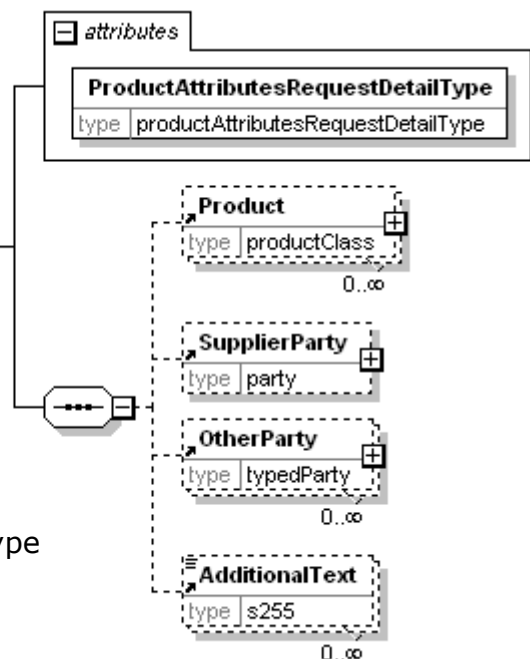 attributes
ProductAttributesRequestDetailType
type productAttributesRequestDetailType
Product
type productClass
0..∞
SupplierParty
type party
OtherParty
type typedParty
0..∞
ype
AdditionalText
type s255
0..∞